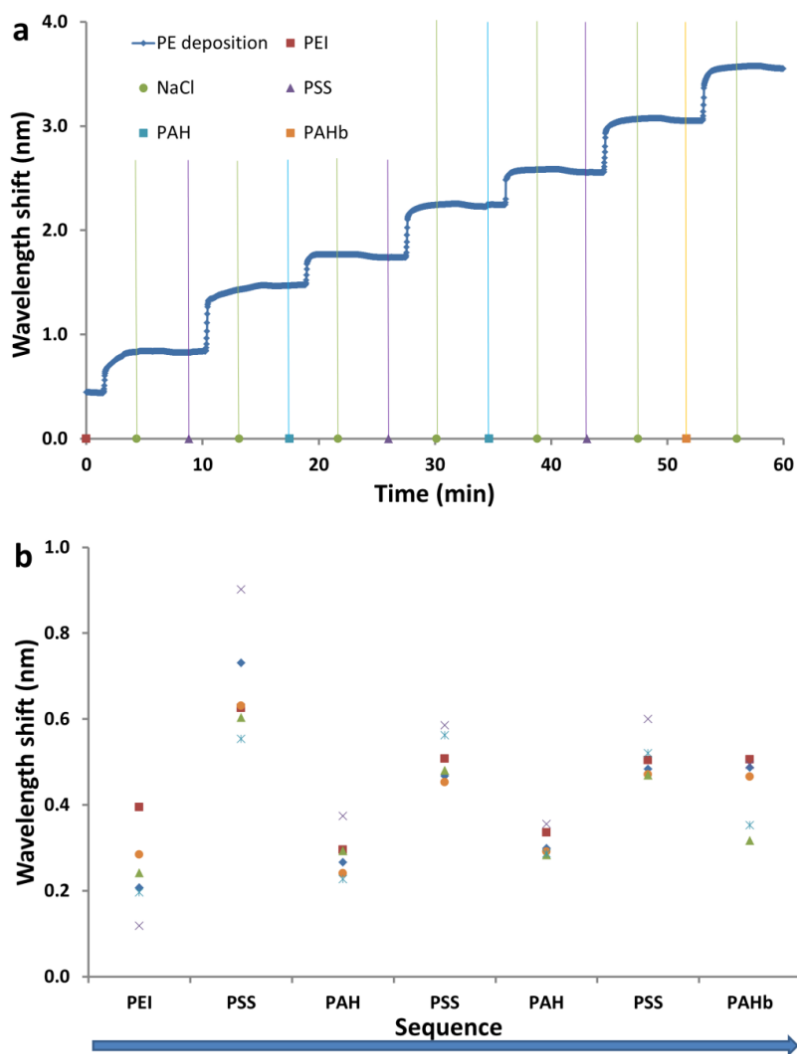 a
4.0
3.0
2.0
1.0
0.0
Wavelength shift (nm)
PE deposition
PEI
NaCl
PSS
PAH
PAHb
0 10 20 30 40 50 60
Time (min)
b
1.0
0.8
0.6
0.4
0.2
0.0
Wavelength shift (nm)
PEI PSS PAH PSS PAH PSS PAHb
Sequence